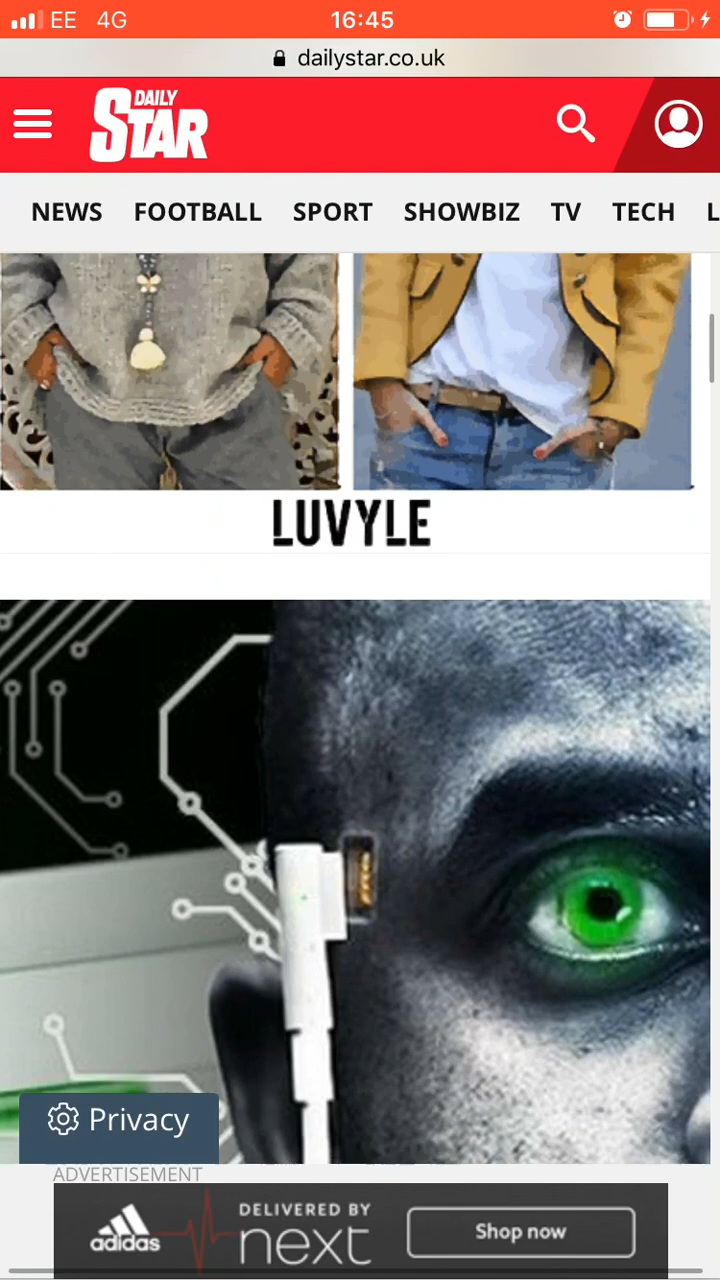 EE 4G 16:45
dailystar.co.uk
DAILY
STAR
NEWS FOOTBALL SPORT SHOWBIZ TV TECH L
LUVYLE
Privacy
ADVERTISEMENT
adidas
DELIVERED BY
next
Shop now